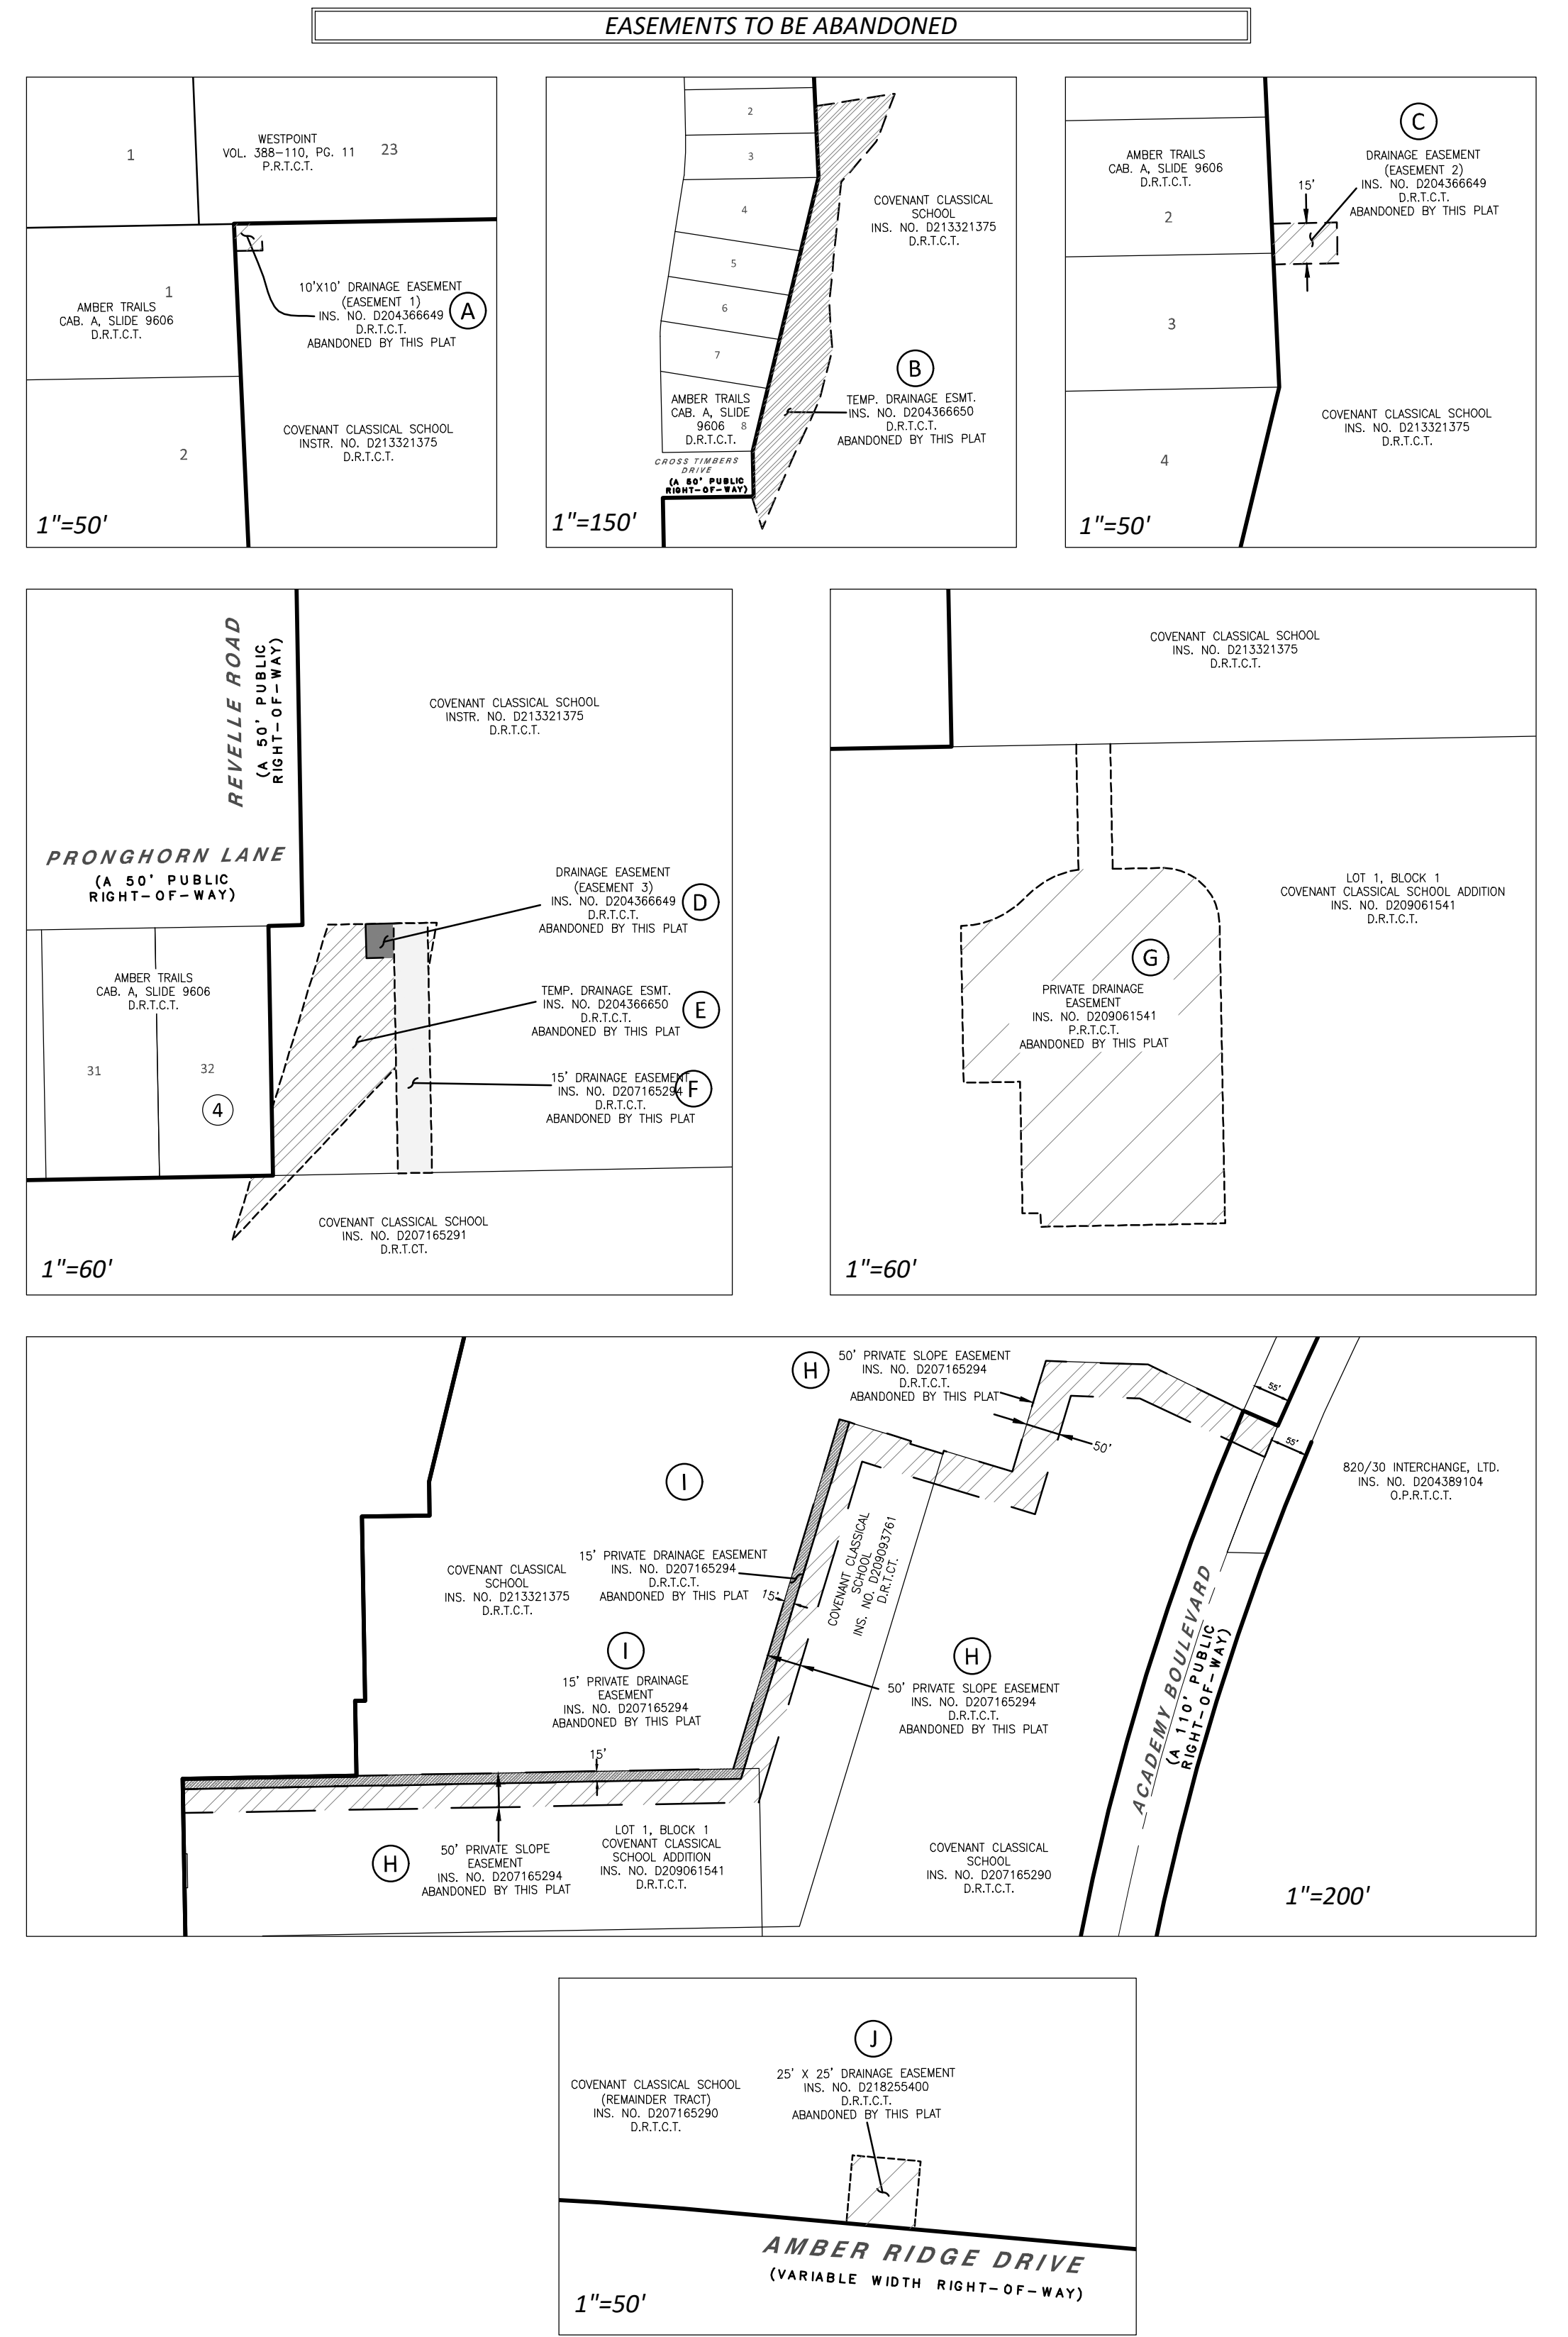 EASEMENTS TO BE ABANDONED
1
WESTPOINT
VOL. 388-110, PG. 11
P.R.T.C.T.
23
1
AMBER TRAILS
CAB. A, SLIDE 9606
D.R.T.C.T.
10'X10' DRAINAGE EASEMENT
(EASEMENT 1)
INS. NO. D204366649
D.R.T.C.T.
ABANDONED BY THIS PLAT
A
2
COVENANT CLASSICAL SCHOOL
INSTR. NO. D213321375
D.R.T.C.T.
1"=50'
2
3
4
5
6
7
AMBER TRAILS
CAB. A, SLIDE
9606
D.R.T.C.T.
8
CROSS TIMBERS
DRIVE
(A 50' PUBLIC
RIGHT-OF-WAY)
COVENANT CLASSICAL
SCHOOL
INS. NO. D213321375
D.R.T.C.T.
B
TEMP. DRAINAGE ESMT.
INS. NO. D204366650
D.R.T.C.T.
ABANDONED BY THIS PLAT
1"=150'
AMBER TRAILS
CAB. A, SLIDE 9606
D.R.T.C.T.
2
3
4
C
DRAINAGE EASEMENT
(EASEMENT 2)
INS. NO. D204366649
D.R.T.C.T.
ABANDONED BY THIS PLAT
15'
COVENANT CLASSICAL SCHOOL
INS. NO. D213321375
D.R.T.C.T.
1"=50'
REVELLE ROAD
(A 50' PUBLIC
RIGHT-OF-WAY)
COVENANT CLASSICAL SCHOOL
INSTR. NO. D213321375
D.R.T.C.T.
PRONGHORN LANE
(A 50' PUBLIC
RIGHT-OF-WAY)
DRAINAGE EASEMENT
(EASEMENT 3)
INS. NO. D204366649
D.R.T.C.T.
ABANDONED BY THIS PLAT
D
AMBER TRAILS
CAB. A, SLIDE 9606
D.R.T.C.T.
TEMP. DRAINAGE ESMT.
INS. NO. D204366650
D.R.T.C.T.
ABANDONED BY THIS PLAT
E
31
32
4
15' DRAINAGE EASEMENT
INS. NO. D207165294
D.R.T.C.T.
ABANDONED BY THIS PLAT
F
COVENANT CLASSICAL SCHOOL
INS. NO. D207165291
D.R.T.CT.
1"=60'
COVENANT CLASSICAL SCHOOL
INS. NO. D213321375
D.R.T.C.T.
LOT 1, BLOCK 1
COVENANT CLASSICAL SCHOOL ADDITION
INS. NO. D209061541
D.R.T.C.T.
G
PRIVATE DRAINAGE
EASEMENT
INS. NO. D209061541
P.R.T.C.T.
ABANDONED BY THIS PLAT
1"=60'
H
50' PRIVATE SLOPE EASEMENT
INS. NO. D207165294
D.R.T.C.T.
ABANDONED BY THIS PLAT
50'
55'
55'
820/30 INTERCHANGE, LTD.
INS. NO. D204389104
O.P.R.T.C.T.
I
COVENANT CLASSICAL
SCHOOL
INS. NO. D213321375
D.R.T.C.T.
15' PRIVATE DRAINAGE EASEMENT
INS. NO. D207165294
D.R.T.C.T.
ABANDONED BY THIS PLAT
15'
COVENANT CLASSICAL
SCHOOL
INS. NO. D209093761
D.R.T.CT.
I
15' PRIVATE DRAINAGE
EASEMENT
INS. NO. D207165294
ABANDONED BY THIS PLAT
H
50' PRIVATE SLOPE EASEMENT
INS. NO. D207165294
D.R.T.C.T.
ABANDONED BY THIS PLAT
ACADEMY BOULEVARD
(A 110' PUBLIC
RIGHT-OF-WAY)
15'
H
50' PRIVATE SLOPE
EASEMENT
INS. NO. D207165294
ABANDONED BY THIS PLAT
LOT 1, BLOCK 1
COVENANT CLASSICAL
SCHOOL ADDITION
INS. NO. D209061541
D.R.T.C.T.
COVENANT CLASSICAL
SCHOOL
INS. NO. D207165290
D.R.T.C.T.
1"=200'
J
25' X 25' DRAINAGE EASEMENT
INS. NO. D218255400
D.R.T.C.T.
ABANDONED BY THIS PLAT
COVENANT CLASSICAL SCHOOL
(REMAINDER TRACT)
INS. NO. D207165290
D.R.T.C.T.
AMBER RIDGE DRIVE
(VARIABLE WIDTH RIGHT-OF-WAY)
1"=50'